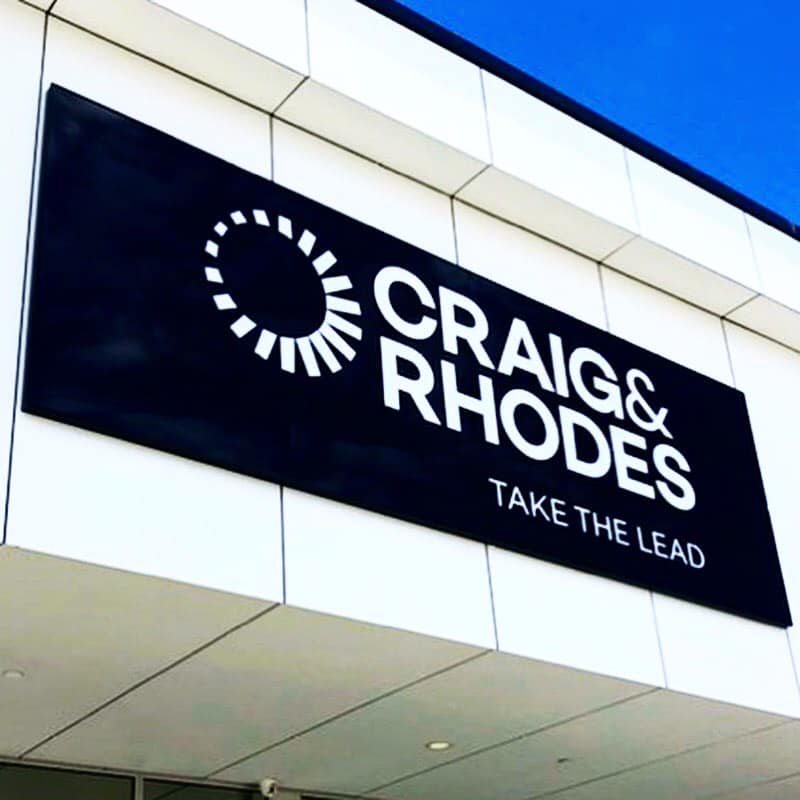 CRAIG&
RHODES
TAKE THE LEAD